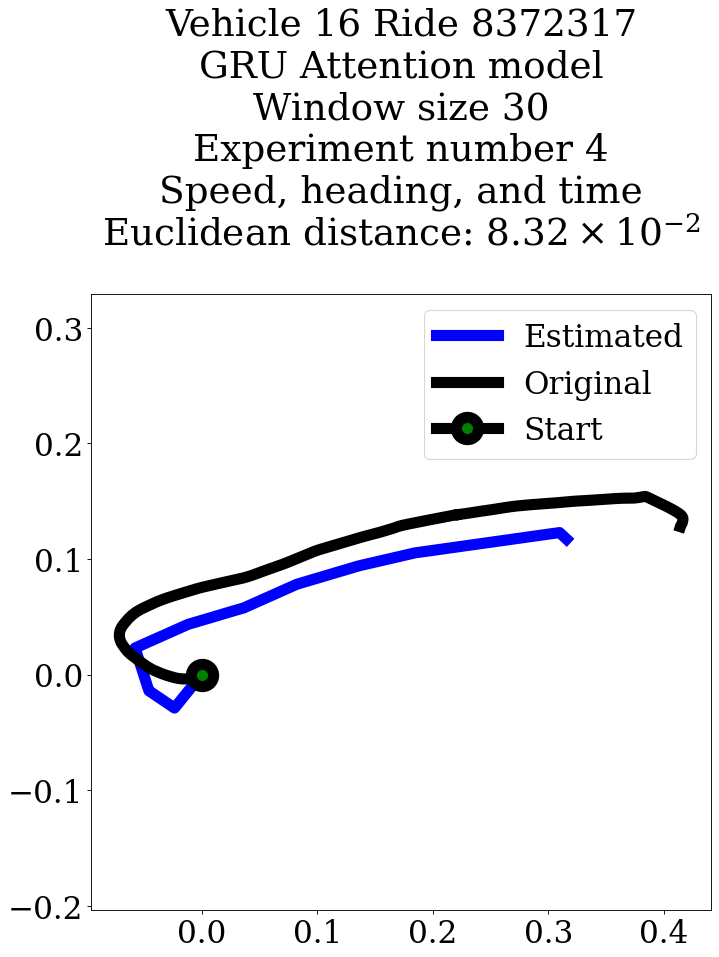 Vehicle 16 Ride 8372317
GRU Attention model
Window size 30
Experiment number 4
Speed, heading, and time
Euclidean distance: 8.32 × 10⁻²
Estimated
Original
Start
0.3
0.2
0.1
0.0
−0.1
−0.2
0.0 0.1 0.2 0.3 0.4